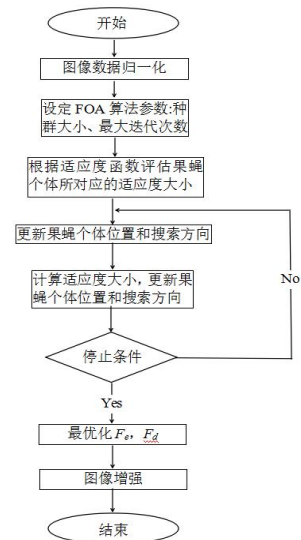 开始
图像数据归一化
设定 FOA 算法参数:种
群大小、最大迭代次数
根据适应度函数评估果蝇
个体所对应的适应度大小
更新果蝇个体位置和搜索方向
计算适应度大小，更新果
蝇个体位置和搜索方向
No
停止条件
Yes
最优化 Fe，Fd
图像增强
结束